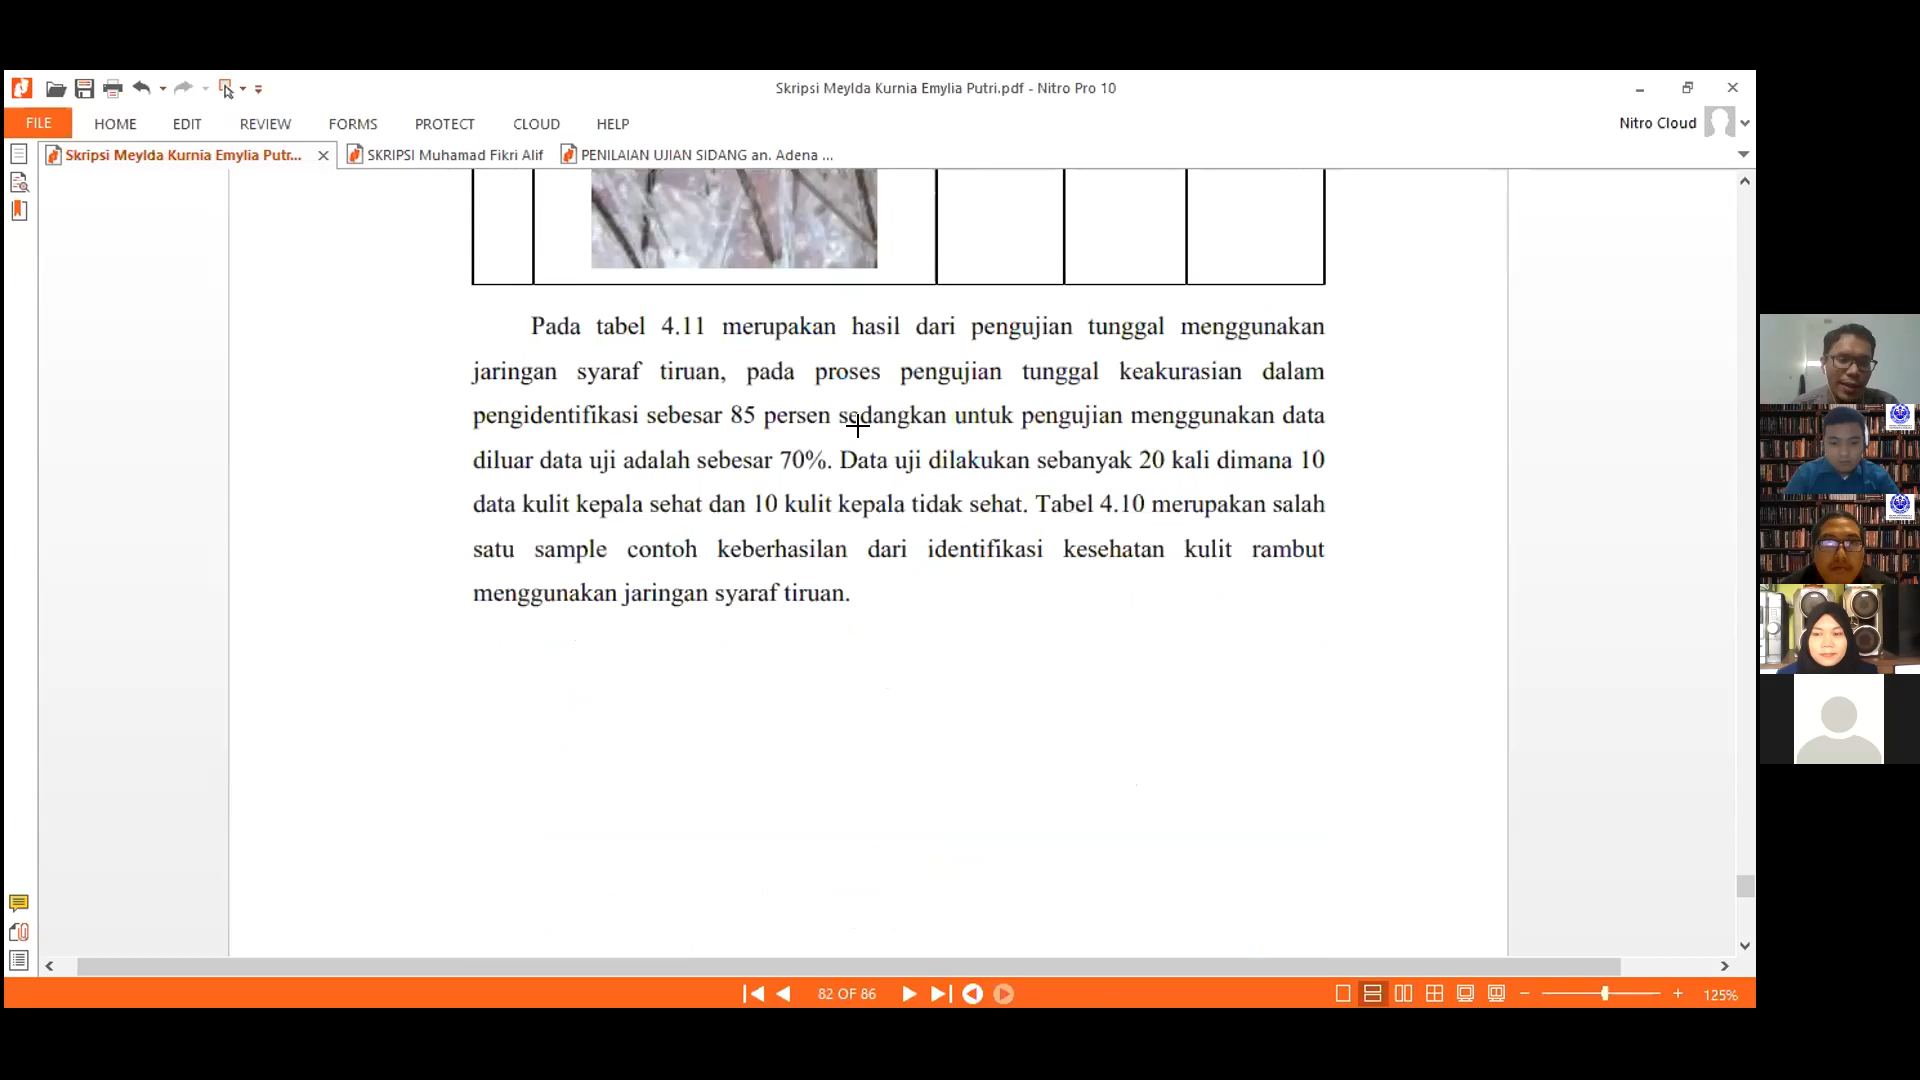 Skripsi Meylda Kurnia Emylia Putri.pdf - Nitro Pro 10
FILE HOME EDIT REVIEW FORMS PROTECT CLOUD HELP Nitro Cloud
Skripsi Meylda Kurnia Emylia Putr... SKRIPSI Muhamad Fikri Alif PENILAIAN UJIAN SIDANG an. Adena ...
Pada tabel 4.11 merupakan hasil dari pengujian tunggal menggunakan
jaringan syaraf tiruan, pada proses pengujian tunggal keakurasian dalam
pengidentifikasi sebesar 85 persen sedangkan untuk pengujian menggunakan data
diluar data uji adalah sebesar 70%. Data uji dilakukan sebanyak 20 kali dimana 10
data kulit kepala sehat dan 10 kulit kepala tidak sehat. Tabel 4.10 merupakan salah
satu sample contoh keberhasilan dari identifikasi kesehatan kulit rambut
menggunakan jaringan syaraf tiruan.
82 OF 86
125%